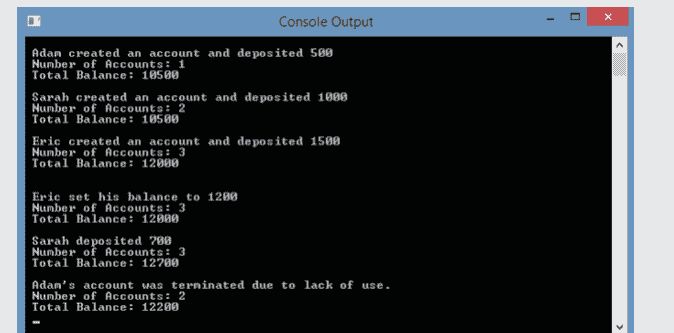 Console Output
Adam created an account and deposited 500
Number of Accounts: 1
Total Balance: 10500
Sarah created an account and deposited 1000
Number of Accounts: 2
Total Balance: 10500
Eric created an account and deposited 1500
Number of Accounts: 3
Total Balance: 12000
Eric set his balance to 1200
Number of Accounts: 3
Total Balance: 12000
Sarah deposited 700
Number of Accounts: 3
Total Balance: 12700
Adam's account was terminated due to lack of use.
Number of Accounts: 2
Total Balance: 12200